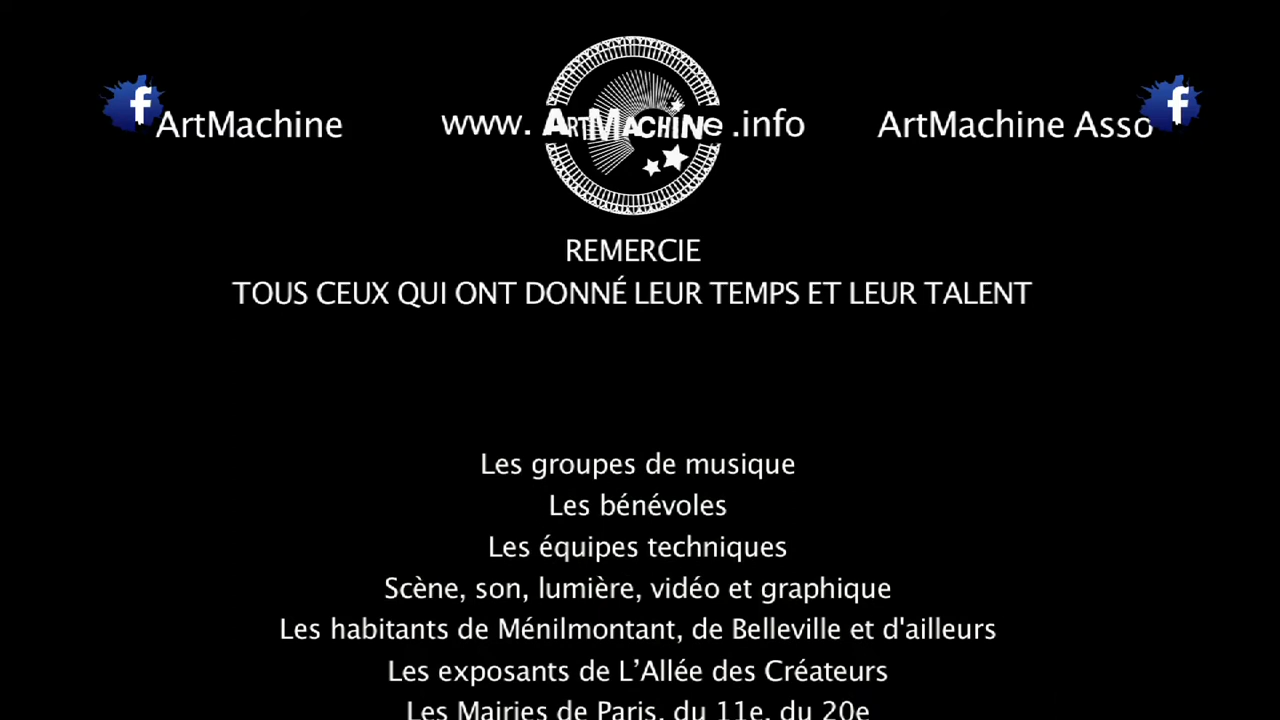 f ArtMachine www.ArtMachine.info ArtMachine Asso f
REMERCIE
TOUS CEUX QUI ONT DONNÉ LEUR TEMPS ET LEUR TALENT
Les groupes de musique
Les bénévoles
Les équipes techniques
Scène, son, lumière, vidéo et graphique
Les habitants de Ménilmontant, de Belleville et d'ailleurs
Les exposants de L’Allée des Créateurs
Les Mairies de Paris, du 11e, du 20e